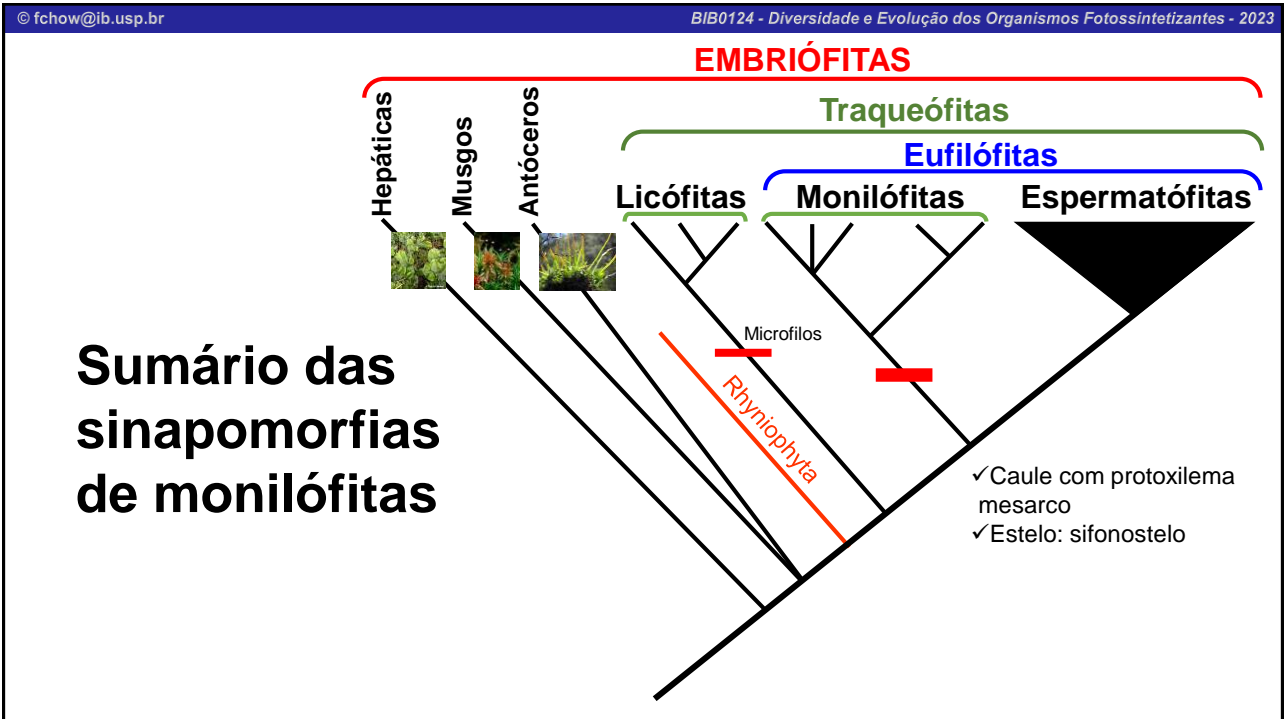 © fchow@ib.usp.br
BIB0124 - Diversidade e Evolução dos Organismos Fotossintetizantes - 2023
EMBRIÓFITAS
Traqueófitas
Eufilófitas
Hepáticas
Musgos
Antóceros
Licófitas
Monilófitas
Espermatófitas
Microfilos
Rhyniophyta
Sumário das
sinapomorfias
de monilófitas
✓Caule com protoxilema
mesarco
✓Estelo: sifonostelo